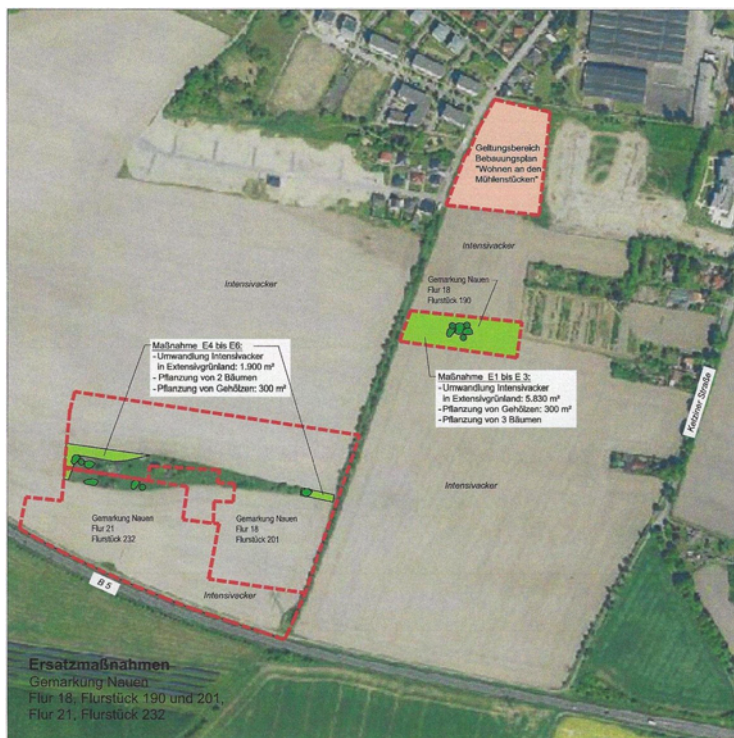 Geltungsbereich
Bebauungsplan
"Wohnen an den
Mühlenstücken"
Intensivacker
Gemarkung Nauen
Flur 18
Flurstück 190
Intensivacker
Maßnahme E4 bis E6:
- Umwandlung Intensivacker
in Extensivgrünland: 1.900 m²
- Pflanzung von 2 Bäumen
- Pflanzung von Gehölzen: 300 m²
Maßnahme E1 bis E 3:
- Umwandlung Intensivacker
in Extensivgrünland: 5.830 m²
- Pflanzung von Gehölzen: 300 m²
- Pflanzung von 3 Bäumen
Ketziner Straße
Intensivacker
Gemarkung Nauen
Flur 21
Flurstück 232
Gemarkung Nauen
Flur 18
Flurstück 201
B 5
Intensivacker
Ersatzmaßnahmen
Gemarkung Nauen
Flur 18, Flurstück 190 und 201,
Flur 21, Flurstück 232